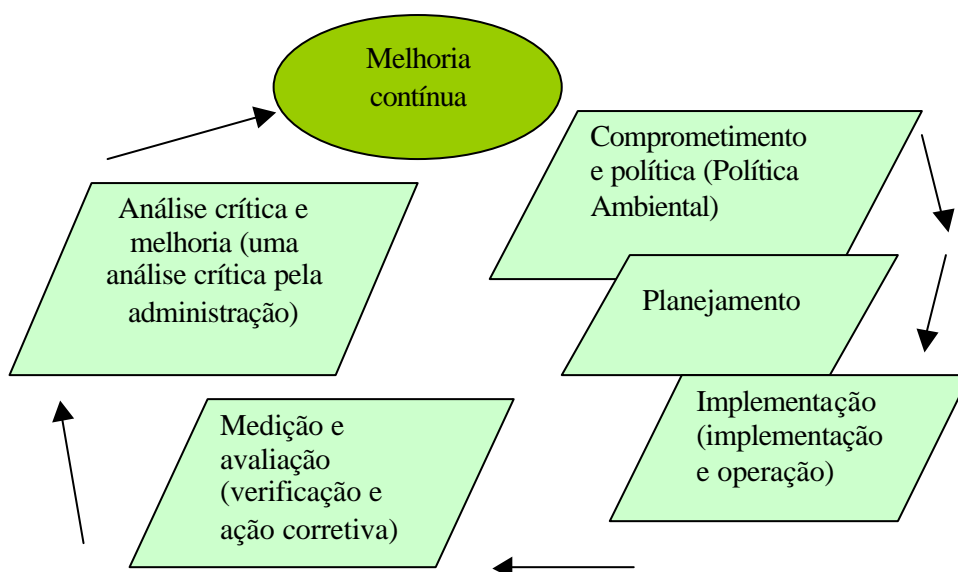 Melhoria
contínua
Comprometimento
e política (Política
Ambiental)
Planejamento
Implementação
(implementação
e operação)
Medição e
avaliação
(verificação e
ação corretiva)
Análise crítica e
melhoria (uma
análise crítica pela
administração)